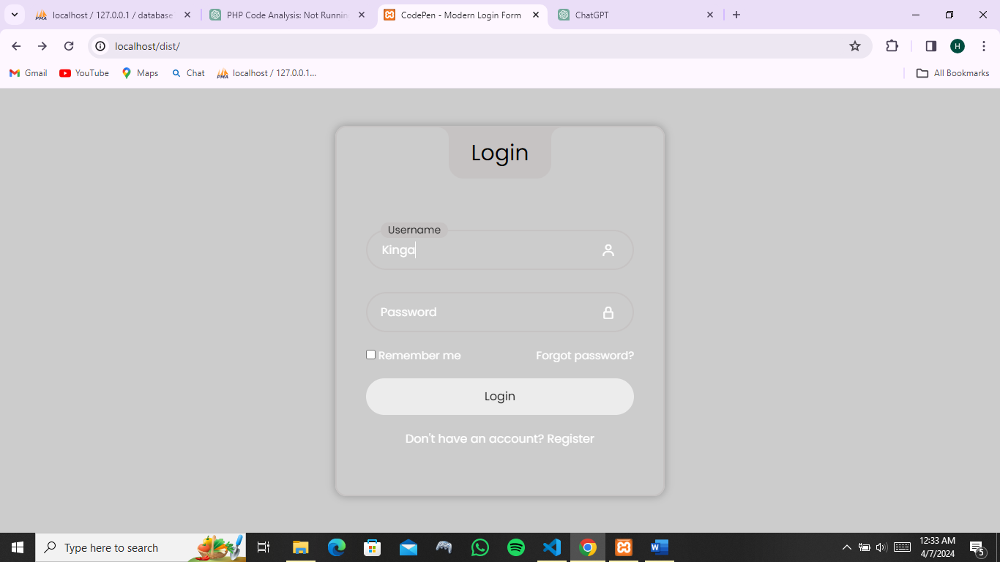 localhost / 127.0.0.1 / database
PHP Code Analysis: Not Runnin
CodePen - Modern Login Form
ChatGPT
localhost/dist/
H
Gmail
YouTube
Maps
Chat
localhost / 127.0.0.1...
All Bookmarks
Login
Username
Kinga
Password
Remember me
Forgot password?
Login
Don't have an account? Register
Type here to search
12:33 AM
4/7/2024
5